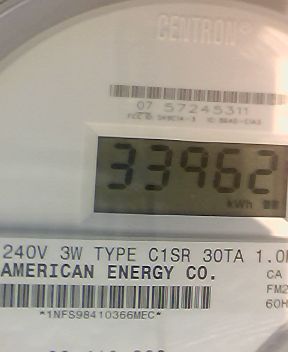 CENTRON®
07 57245311
33962
kWh
240V 3W TYPE C1SR 30TA 1.0
AMERICAN ENERGY CO.
CA
FM2
60H
*1NFS98410366MEC*